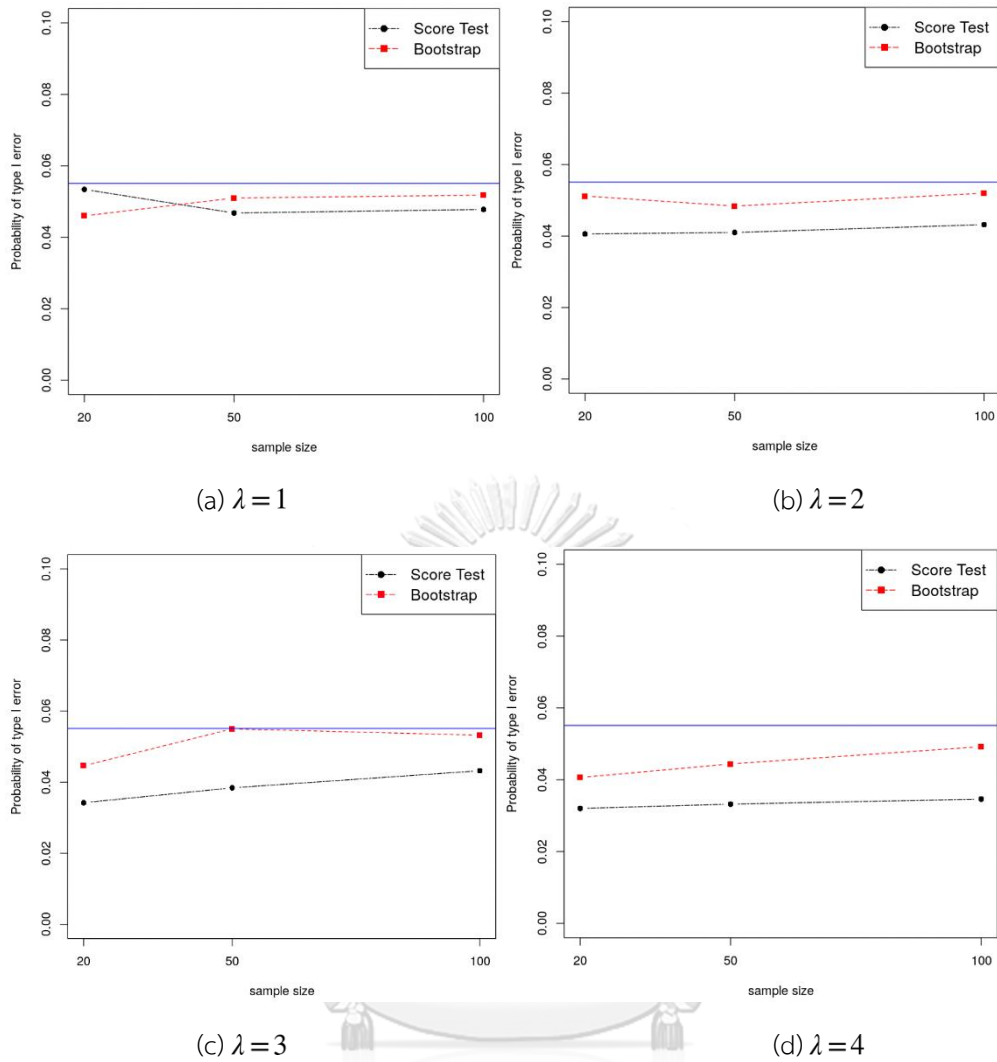 Score Test
Bootstrap
Probability of type I error
0.00
0.02
0.04
0.06
0.08
0.10
20
50
100
sample size
(a) λ=1
Score Test
Bootstrap
Probability of type I error
0.00
0.02
0.04
0.06
0.08
0.10
20
50
100
sample size
(b) λ=2
Score Test
Bootstrap
Probability of type I error
0.00
0.02
0.04
0.06
0.08
0.10
20
50
100
sample size
(c) λ=3
Score Test
Bootstrap
Probability of type I error
0.00
0.02
0.04
0.06
0.08
0.10
20
50
100
sample size
(d) λ=4